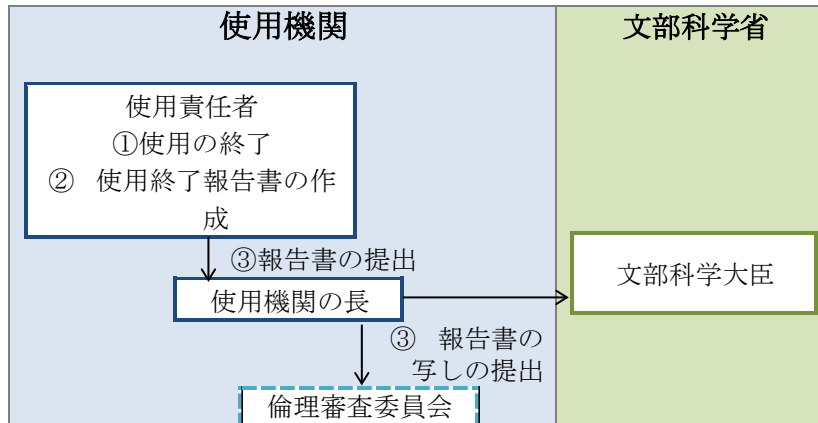 使用機関
文部科学省
使用責任者
①使用の終了
② 使用終了報告書の作
成
③報告書の提出
使用機関の長
文部科学大臣
③ 報告書の
写しの提出
倫理審査委員会